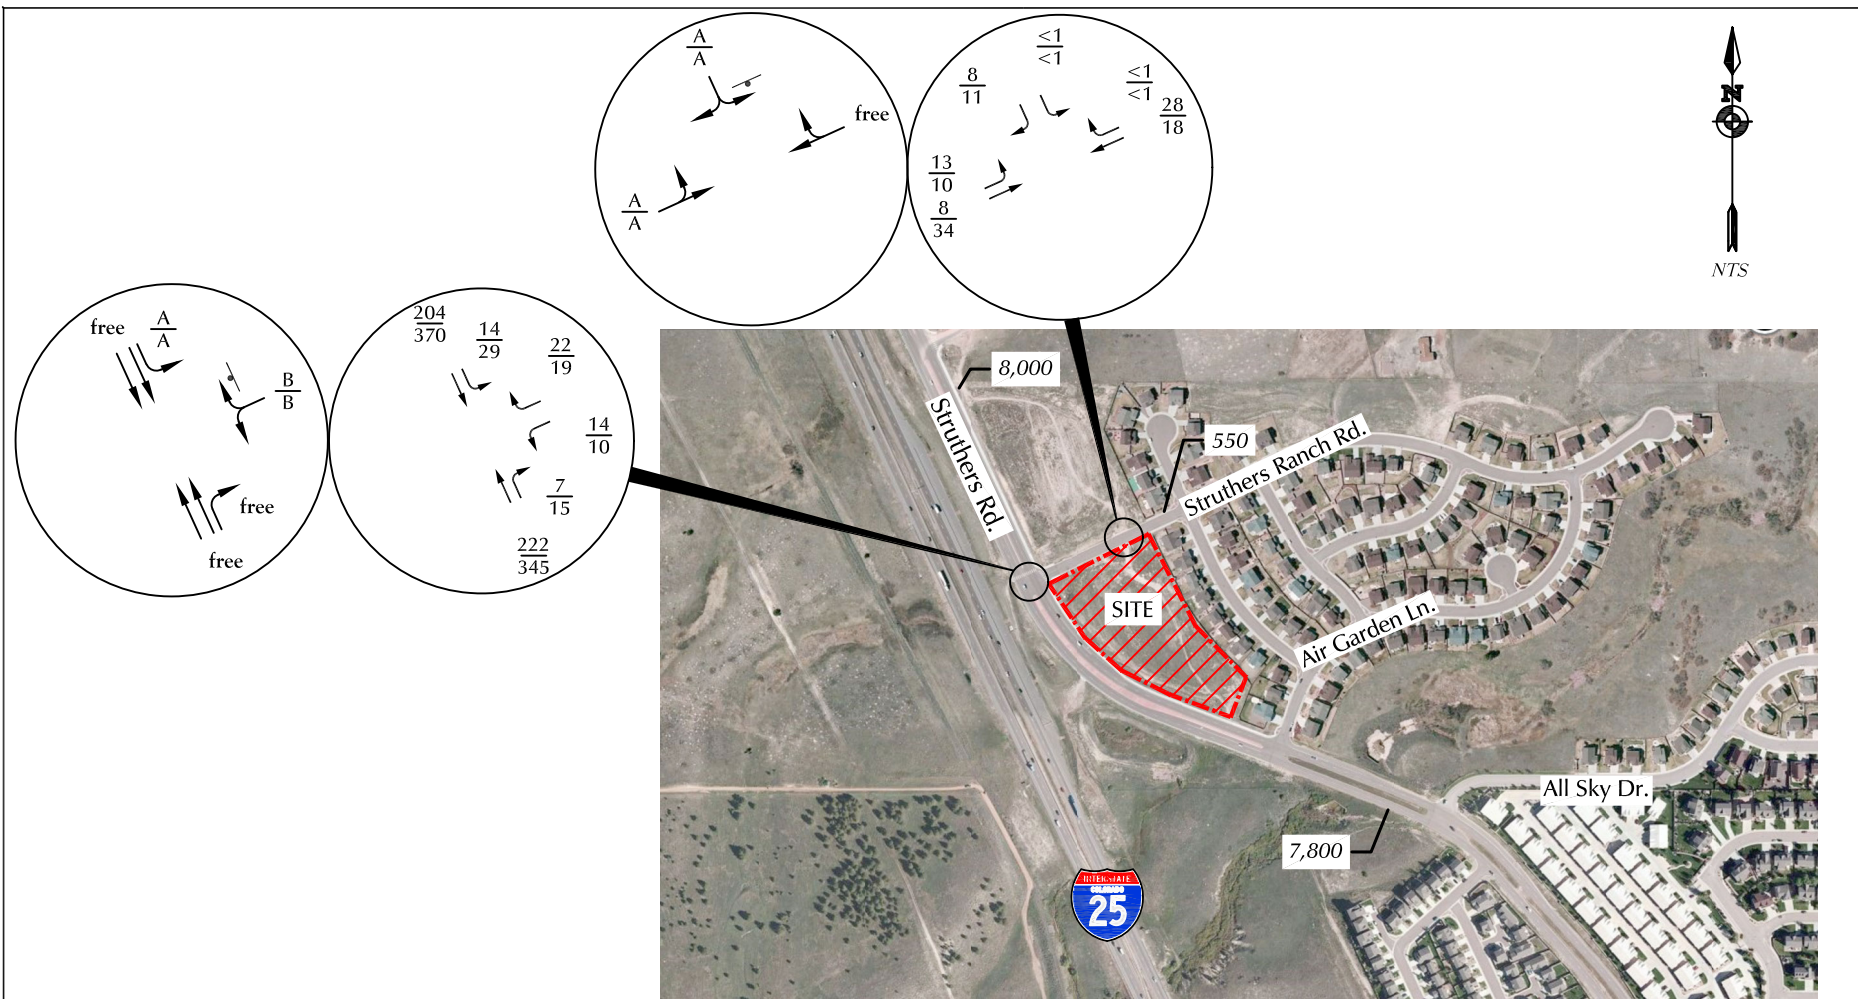 A
A
free
A
A
<1
<1
8
11
<1
<1
28
18
13
10
8
34
N
NTS
free
A
A
B
B
free
free
204
370
14
29
22
19
14
10
7
15
222
345
8,000
Struthers Rd.
550
Struthers Ranch Rd.
SITE
Air Garden Ln.
All Sky Dr.
7,800
INTERSTATE
COLORADO
25